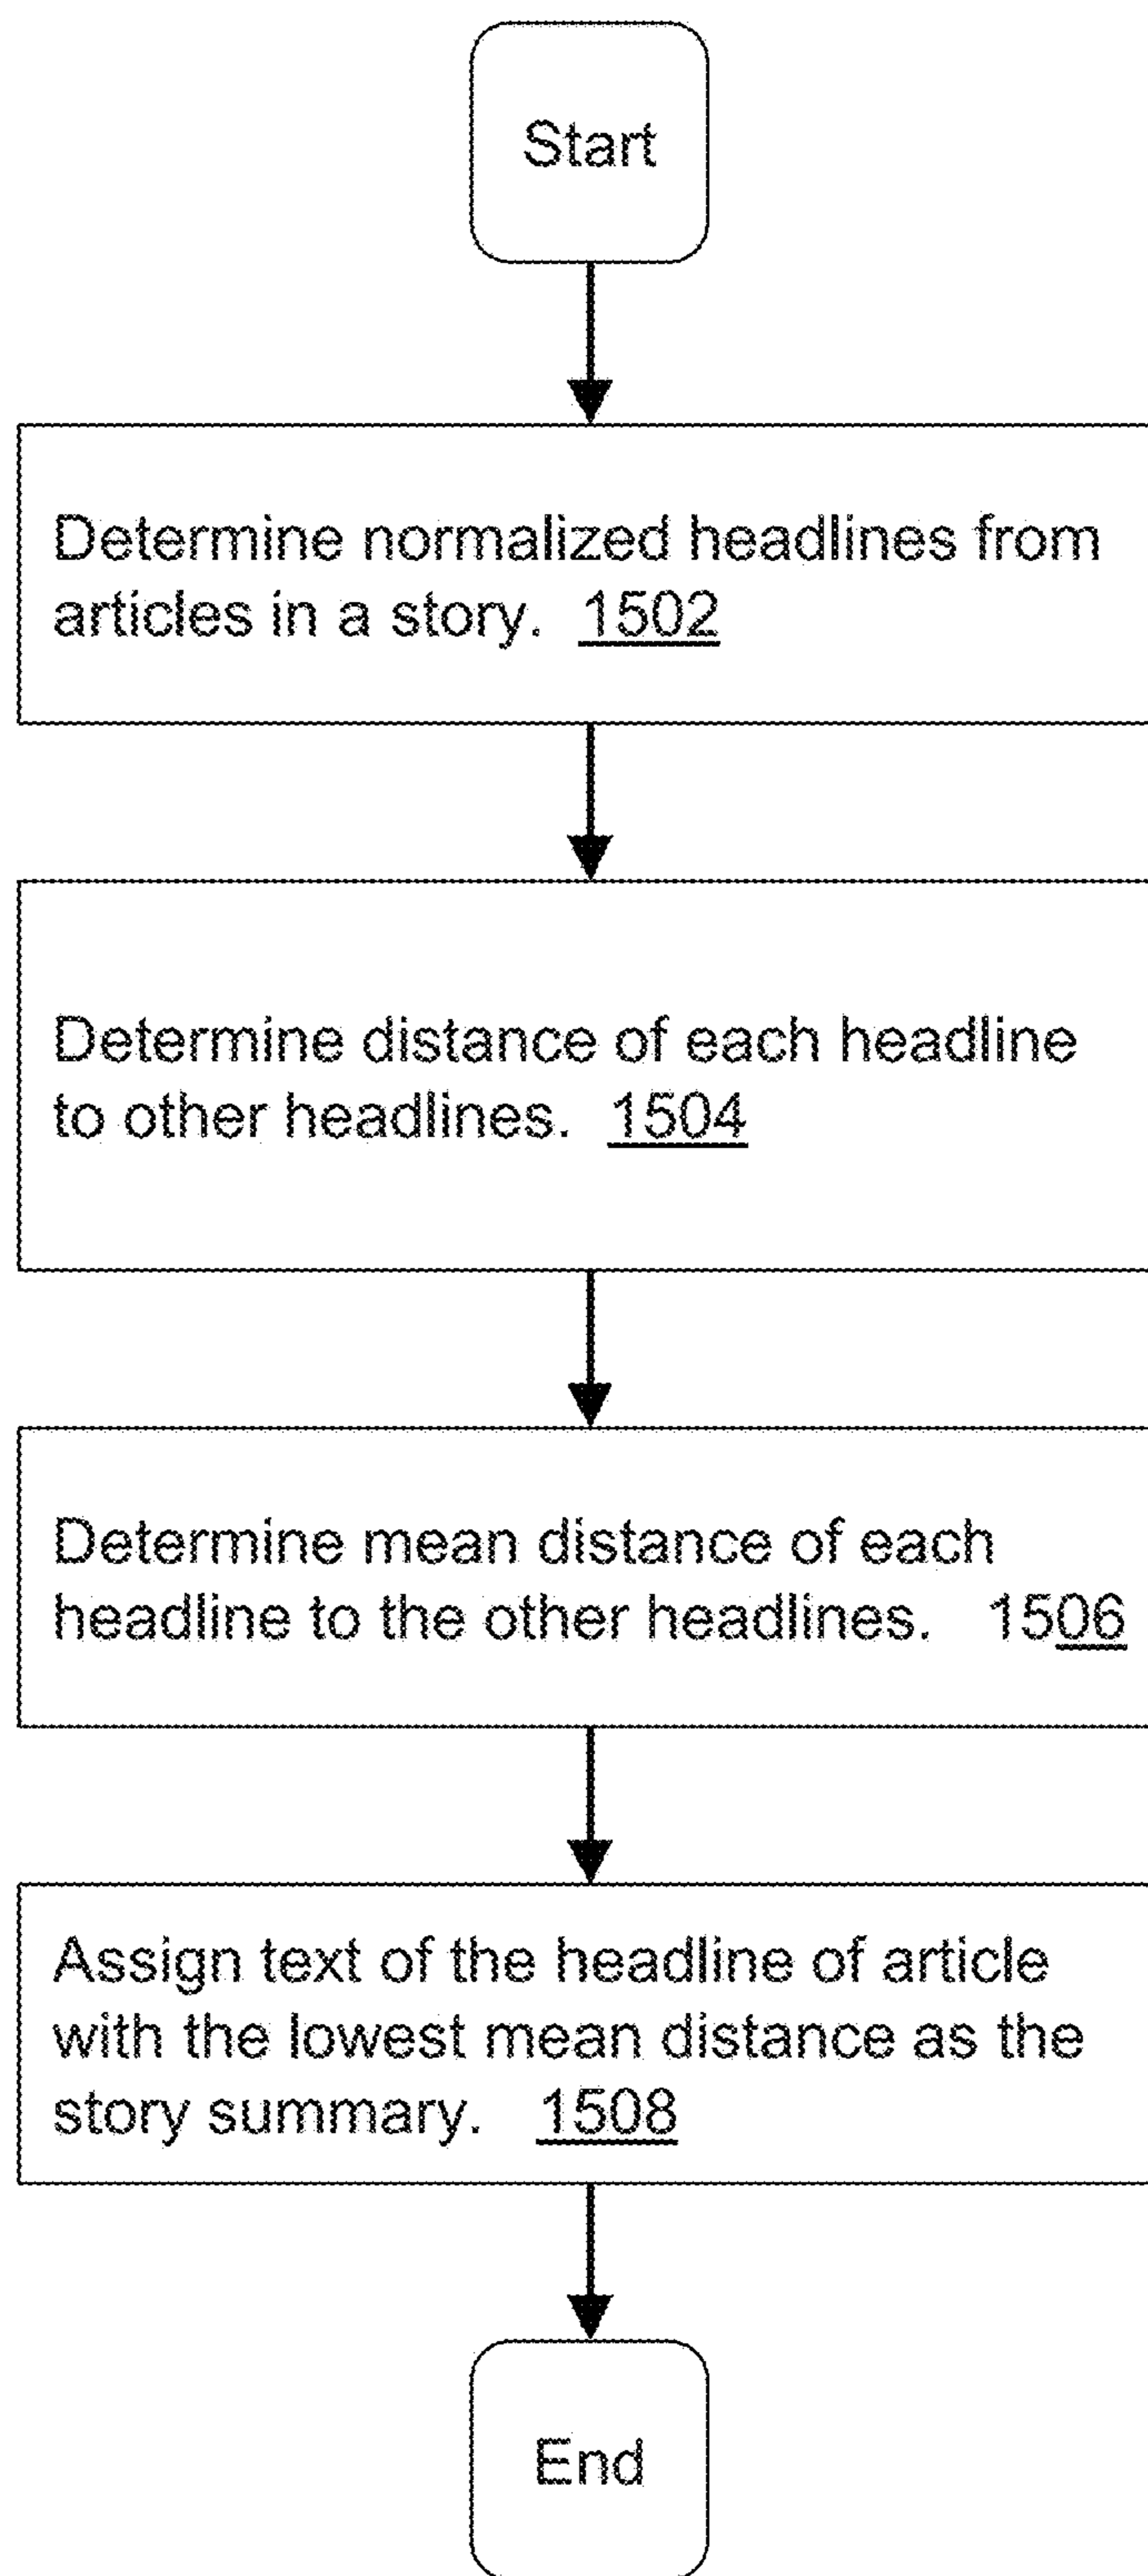 Start
Determine normalized headlines from
articles in a story. 1502
Determine distance of each headline
to other headlines. 1504
Determine mean distance of each
headline to the other headlines. 1506
Assign text of the headline of article
with the lowest mean distance as the
story summary. 1508
End